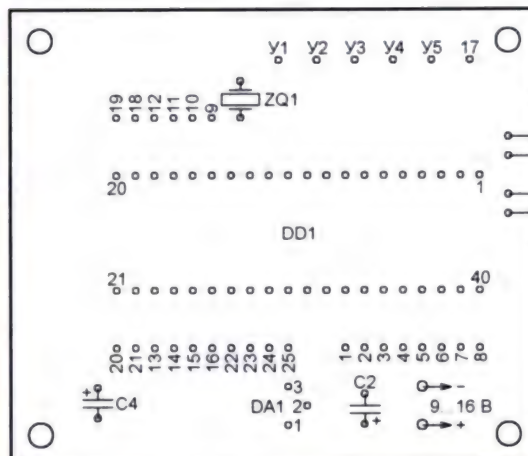 У1 У2 У3 У4 У5 17
19 18 12 11 10 9 ZQ1
20 1
DD1
21 40
20 21 13 14 15 16 22 23 24 25 1 2 3 4 5 6 7 8
3 C2 -
+ C4 DA1 2 9...16 В
1 + +